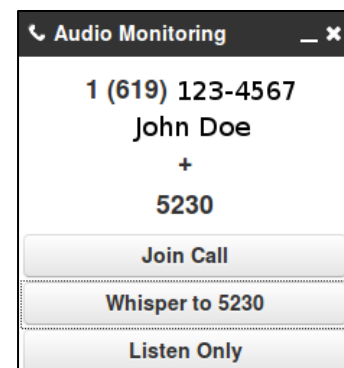 Audio Monitoring
1 (619) 123-4567
John Doe
+
5230
Join Call
Whisper to 5230
Listen Only